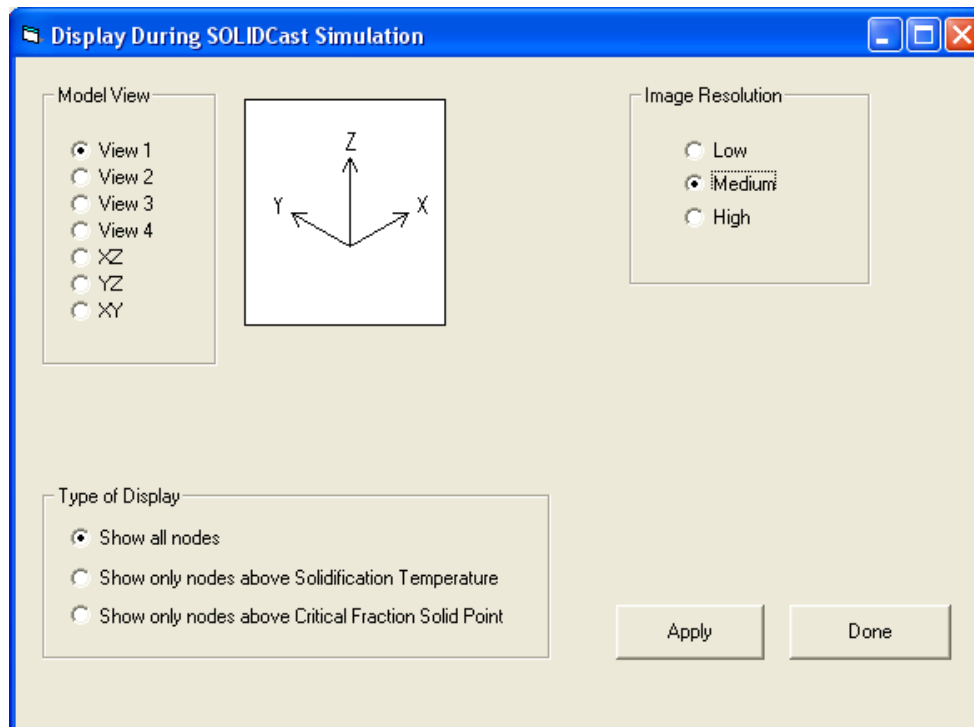 Display During SOLIDCast Simulation
Model View
View 1
View 2
View 3
View 4
XZ
YZ
XY
Z
Y
X
Image Resolution
Low
Medium
High
Type of Display
Show all nodes
Show only nodes above Solidification Temperature
Show only nodes above Critical Fraction Solid Point
Apply
Done